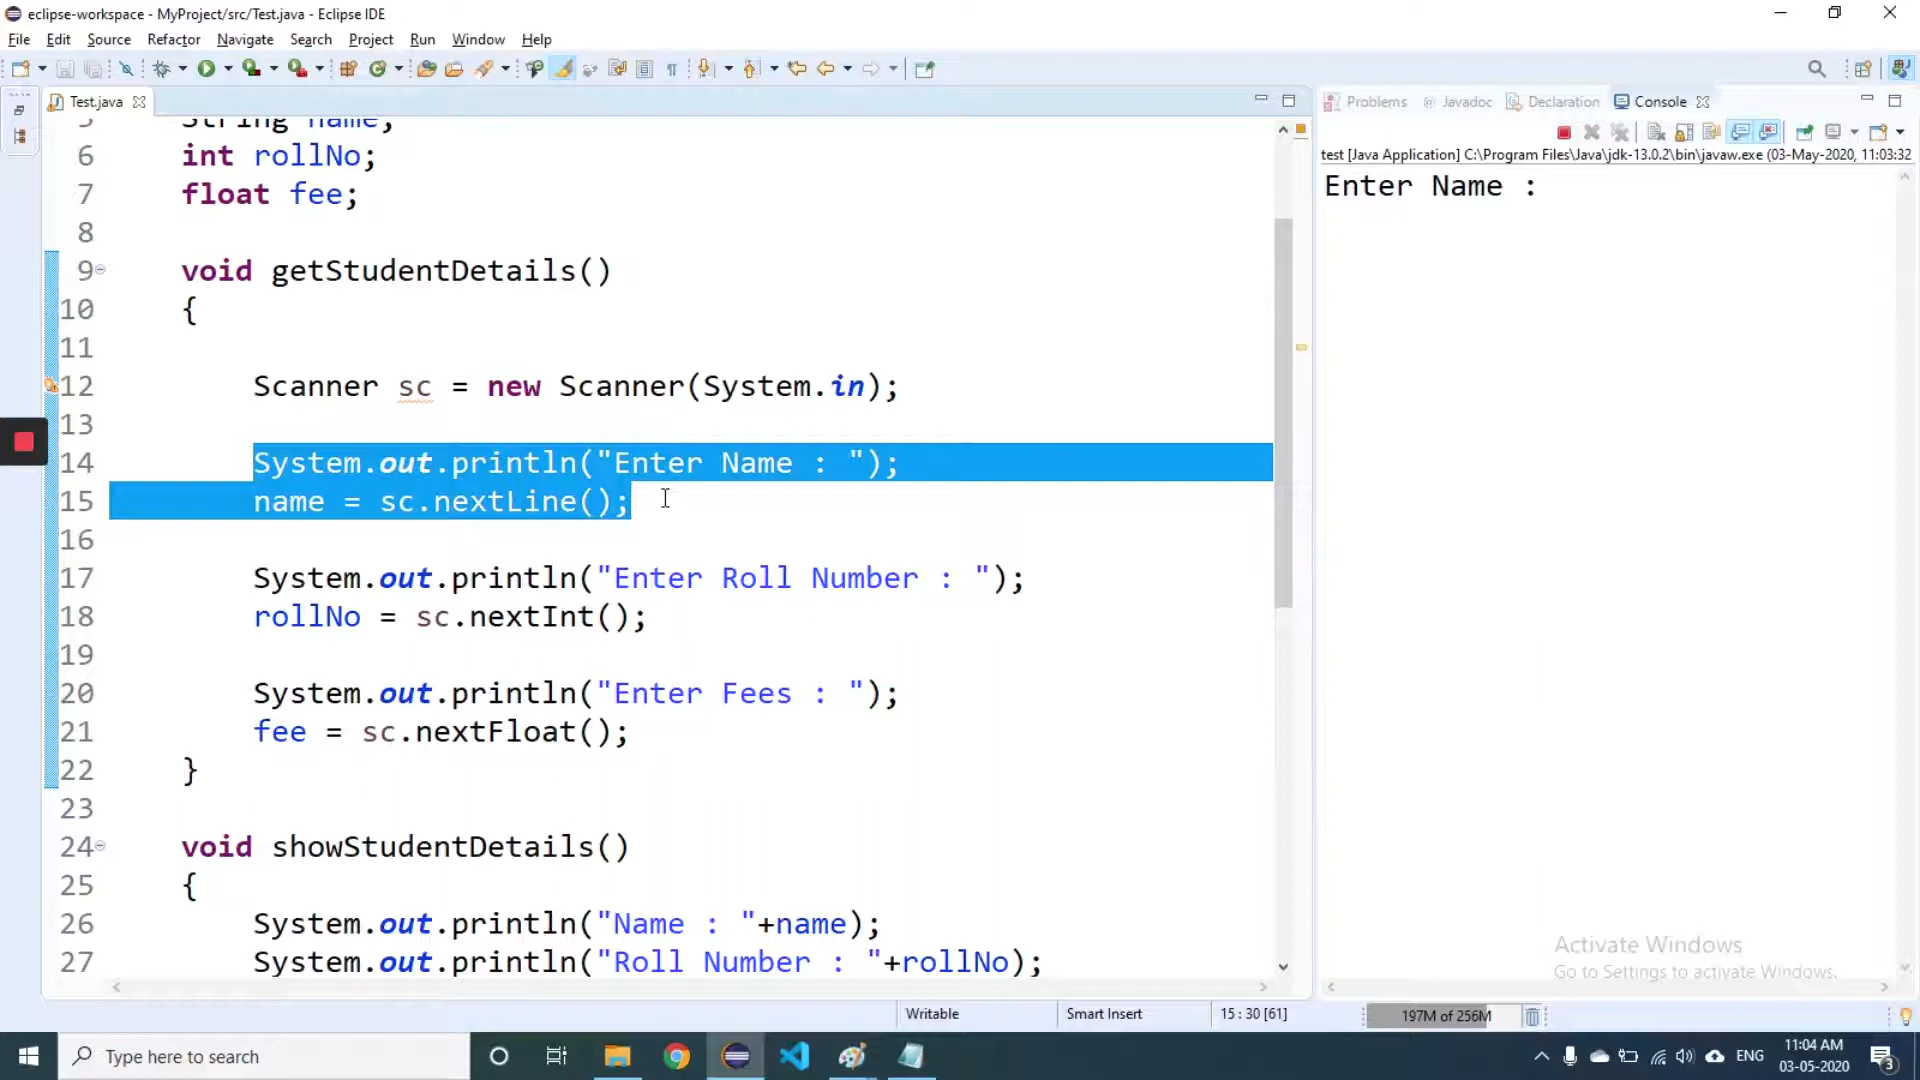 eclipse-workspace - MyProject/src/Test.java - Eclipse IDE
File Edit Source Refactor Navigate Search Project Run Window Help
Test.java
Problems Javadoc Declaration Console
test [Java Application] C:\Program Files\Java\jdk-13.0.2\bin\javaw.exe (03-May-2020, 11:03:32
Enter Name :
5 String name;
6 int rollNo;
7 float fee;
8
9 void getStudentDetails()
10 {
11
12 Scanner sc = new Scanner(System.in);
13
14 System.out.println("Enter Name : ");
15 name = sc.nextLine();
16
17 System.out.println("Enter Roll Number : ");
18 rollNo = sc.nextInt();
19
20 System.out.println("Enter Fees : ");
21 fee = sc.nextFloat();
22 }
23
24 void showStudentDetails()
25 {
26 System.out.println("Name : "+name);
27 System.out.println("Roll Number : "+rollNo);
Activate Windows
Go to Settings to activate Windows.
Writable Smart Insert 15 : 30 [61] 197M of 256M
Type here to search
ENG
11:04 AM
03-05-2020
3